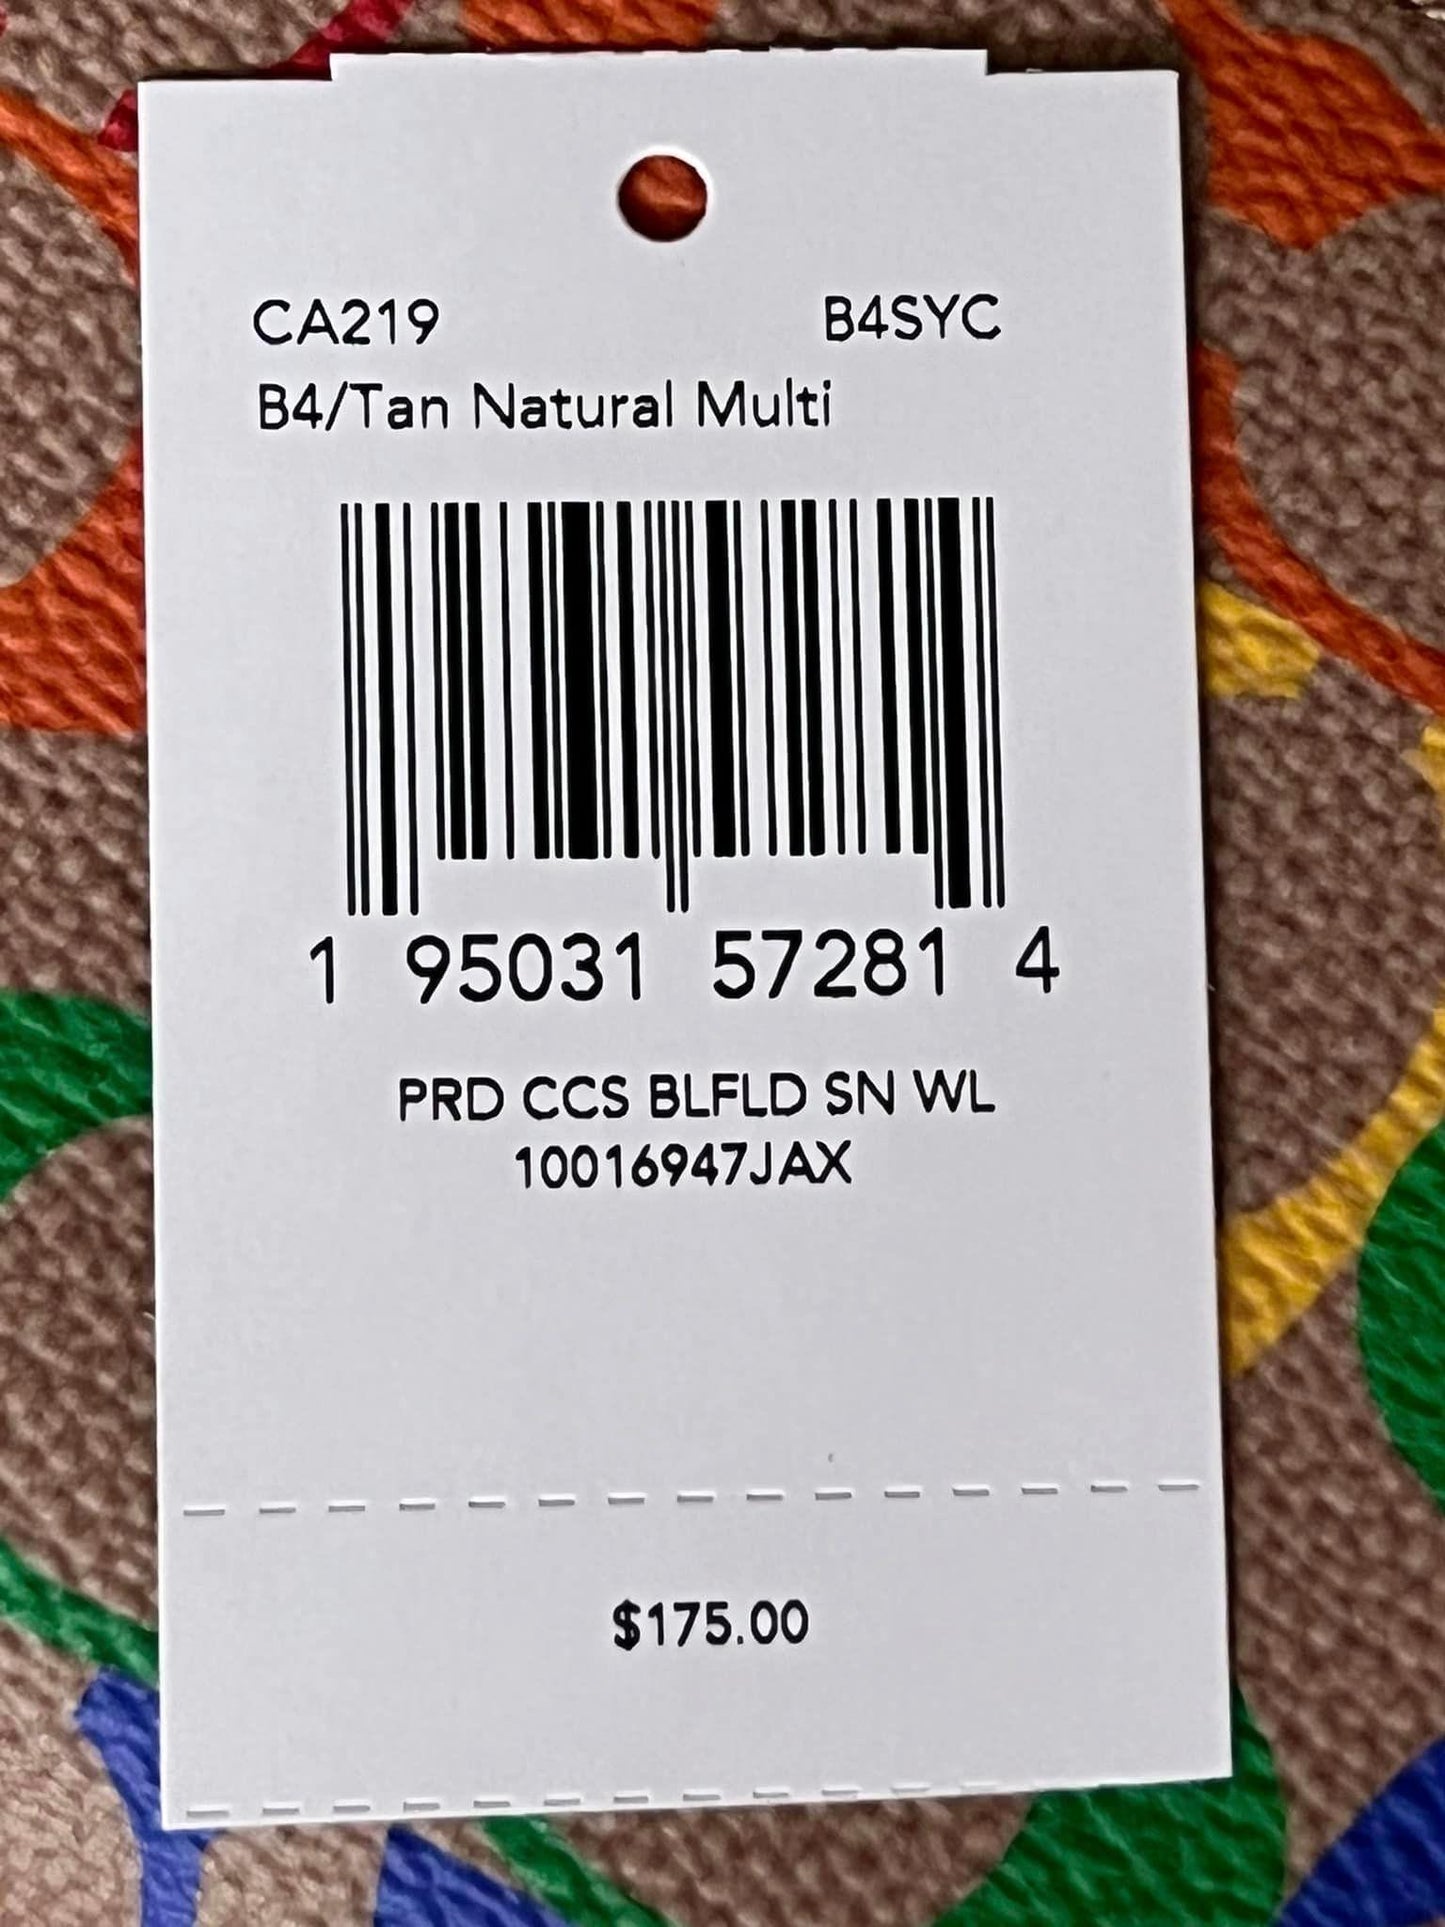 CA219 B4SYC
B4/Tan Natural Multi
1 95031 57281 4
PRD CCS BLFLD SN WL
10016947JAX
$175.00